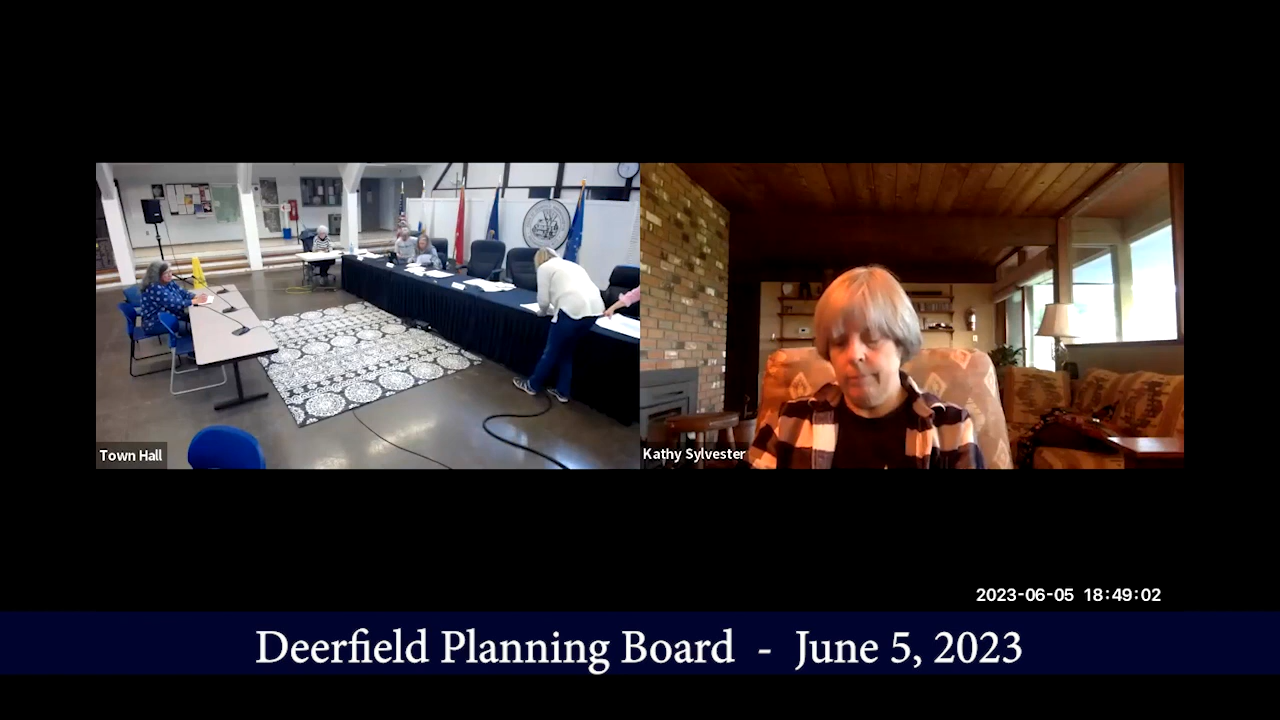 Town Hall
Kathy Sylvester
2023-06-05 18:49:02
Deerfield Planning Board - June 5, 2023